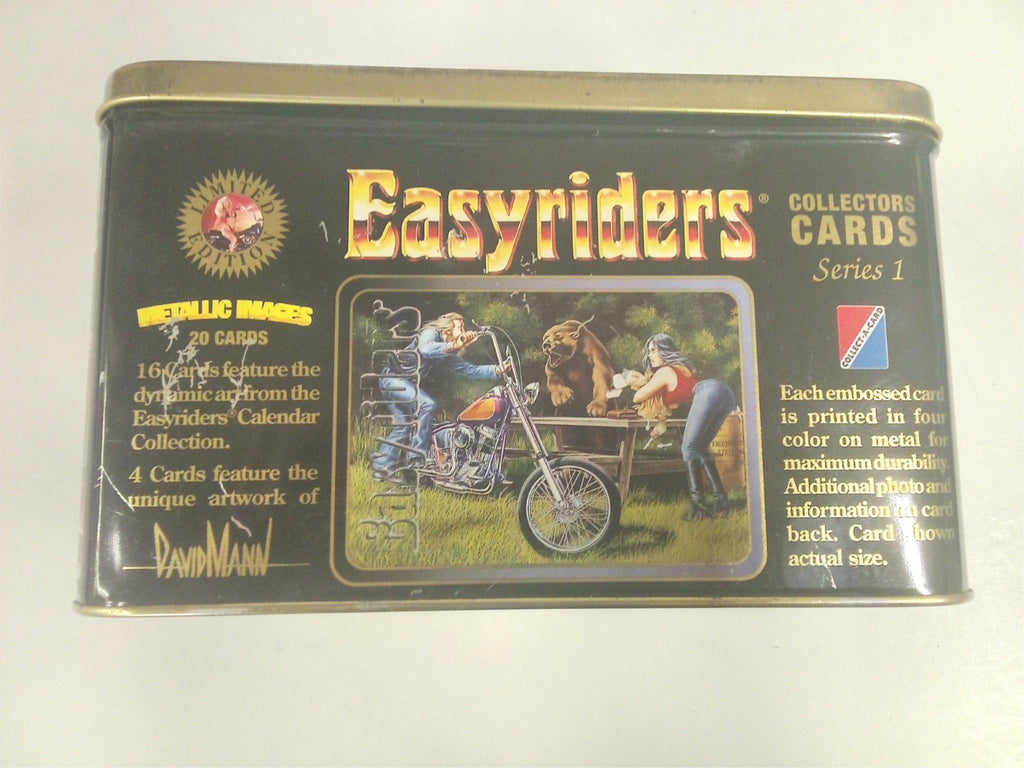 LIMITED
EDITION
Easyriders®
COLLECTORS
CARDS
Series 1
METALLIC IMAGES
20 CARDS
16 Cards feature the
dynamic art from the
Easyriders® Calendar
Collection.
4 Cards feature the
unique artwork of
DAVID MANN
COLLECT-A-CARD
Each embossed card
is printed in four
color on metal for
maximum durability.
Additional photo and
information on card
back. Card shown
actual size.